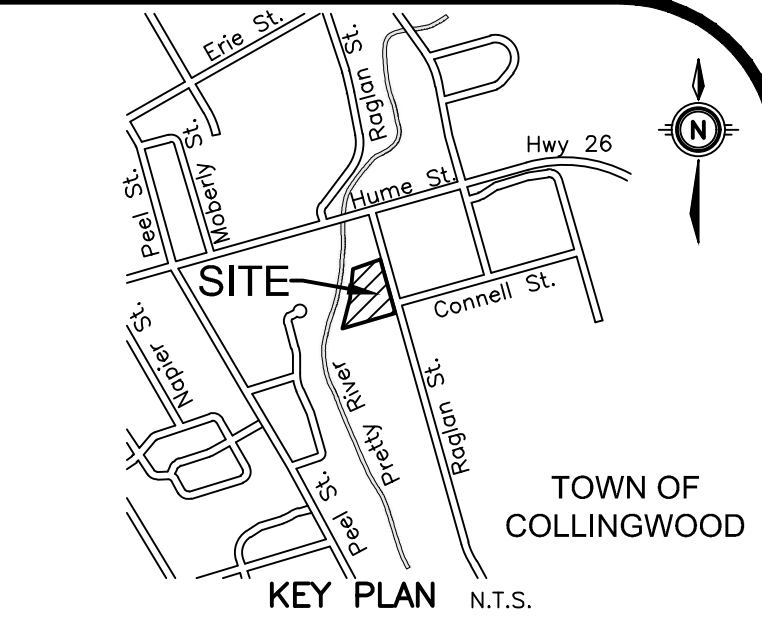 Erie St.
Raglan St.
N
Hwy 26
Moberly St.
Peel St.
Hume St.
SITE
Connell St.
Napier St.
Pretty River
Raglan St.
Peel St.
TOWN OF
COLLINGWOOD
KEY PLAN N.T.S.